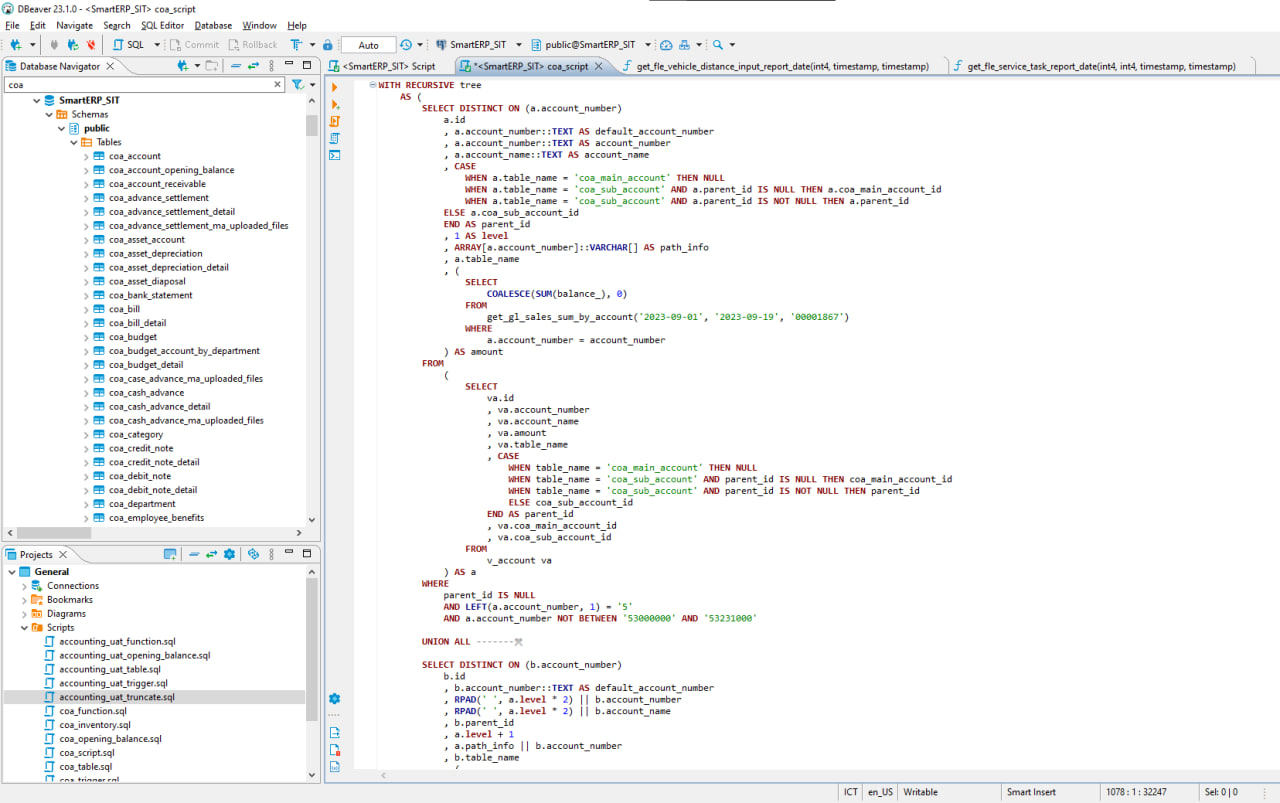 DBeaver 23.1.0 - <SmartERP_SIT> coa_script
File Edit Navigate Search SQL Editor Database Window Help
SQL Commit Rollback Auto SmartERP_SIT public@SmartERP_SIT
Database Navigator
<SmartERP_SIT> Script
*<SmartERP_SIT> coa_script
get_fle_vehicle_distance_input_report_date(int4, timestamp, timestamp)
get_fle_service_task_report_date(int4, int4, timestamp, timestamp)
coa
SmartERP_SIT
Schemas
public
Tables
coa_account
coa_account_opening_balance
coa_account_receivable
coa_advance_settlement
coa_advance_settlement_detail
coa_advance_settlement_ma_uploaded_files
coa_asset_account
coa_asset_depreciation
coa_asset_depreciation_detail
coa_asset_diaposal
coa_bank_statement
coa_bill
coa_bill_detail
coa_budget
coa_budget_account_by_department
coa_budget_detail
coa_case_advance_ma_uploaded_files
coa_cash_advance
coa_cash_advance_detail
coa_cash_advance_ma_uploaded_files
coa_category
coa_credit_note
coa_credit_note_detail
coa_debit_note
coa_debit_note_detail
coa_department
coa_employee_benefits
Projects
General
Connections
Bookmarks
Diagrams
Scripts
accounting_uat_function.sql
accounting_uat_opening_balance.sql
accounting_uat_table.sql
accounting_uat_trigger.sql
accounting_uat_truncate.sql
coa_function.sql
coa_inventory.sql
coa_opening_balance.sql
coa_script.sql
coa_table.sql
coa_trigger.sql
WITH RECURSIVE tree
AS (
SELECT DISTINCT ON (a.account_number)
a.id
, a.account_number::TEXT AS default_account_number
, a.account_number::TEXT AS account_number
, a.account_name::TEXT AS account_name
, CASE
WHEN a.table_name = 'coa_main_account' THEN NULL
WHEN a.table_name = 'coa_sub_account' AND a.parent_id IS NULL THEN a.coa_main_account_id
WHEN a.table_name = 'coa_sub_account' AND a.parent_id IS NOT NULL THEN a.parent_id
ELSE a.coa_sub_account_id
END AS parent_id
, 1 AS level
, ARRAY[a.account_number]::VARCHAR[] AS path_info
, a.table_name
, (
SELECT
COALESCE(SUM(balance_), 0)
FROM
get_gl_sales_sum_by_account('2023-09-01', '2023-09-19', '00001867')
WHERE
a.account_number = account_number
) AS amount
FROM
(
SELECT
va.id
, va.account_number
, va.account_name
, va.amount
, va.table_name
, CASE
WHEN table_name = 'coa_main_account' THEN NULL
WHEN table_name = 'coa_sub_account' AND parent_id IS NULL THEN coa_main_account_id
WHEN table_name = 'coa_sub_account' AND parent_id IS NOT NULL THEN parent_id
ELSE coa_sub_account_id
END AS parent_id
, va.coa_main_account_id
, va.coa_sub_account_id
FROM
v_account va
) AS a
WHERE
parent_id IS NULL
AND LEFT(a.account_number, 1) = '5'
AND a.account_number NOT BETWEEN '53000000' AND '53231000'
UNION ALL -------
SELECT DISTINCT ON (b.account_number)
b.id
, b.account_number::TEXT AS default_account_number
, RPAD(' ', a.level * 2) || b.account_number
, RPAD(' ', a.level * 2) || b.account_name
, b.parent_id
, a.level + 1
, a.path_info || b.account_number
, b.table_name
, (
ICT en_US Writable Smart Insert 1078 : 1 : 32247 Sel: 0 | 0